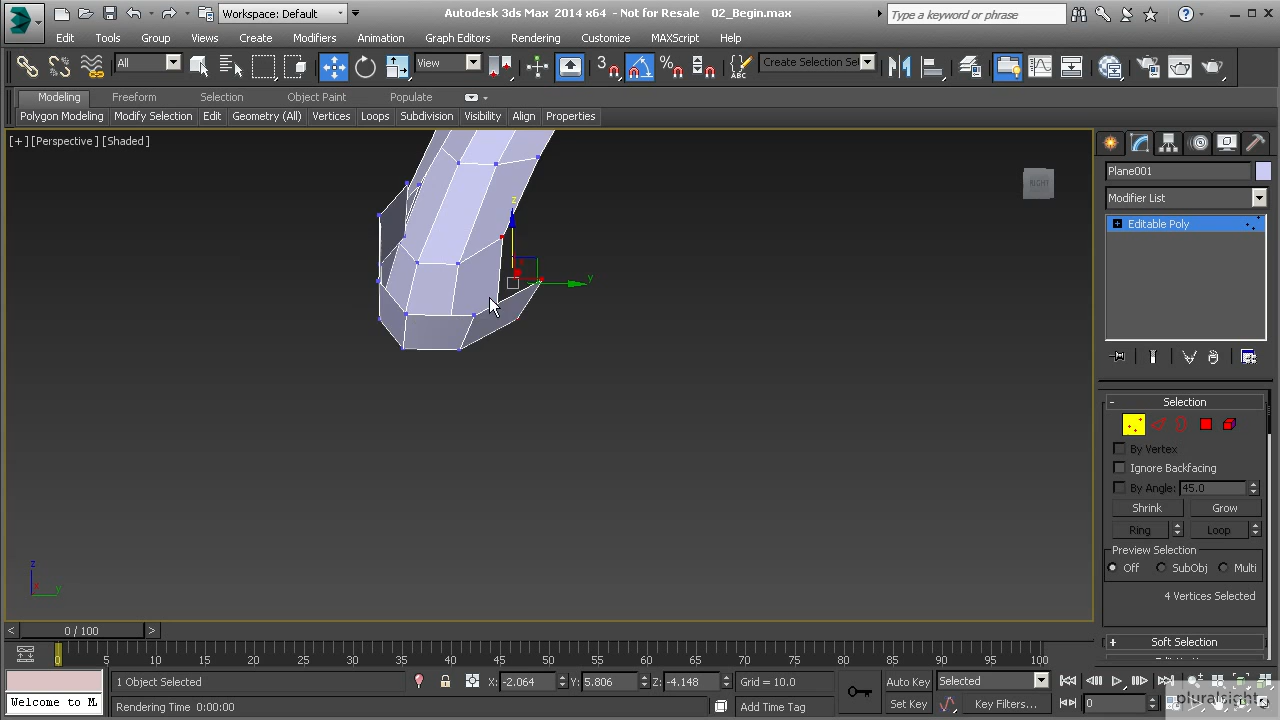 Workspace: Default
Autodesk 3ds Max 2014 x64 - Not for Resale 02_Begin.max
Type a keyword or phrase
Edit Tools Group Views Create Modifiers Animation Graph Editors Rendering Customize MAXScript Help
All View 3 Create Selection Se
Modeling Freeform Selection Object Paint Populate
Polygon Modeling Modify Selection Edit Geometry (All) Vertices Loops Subdivision Visibility Align Properties
[+][Perspective][Shaded]
RIGHT
z
y
z
y
Plane001
Modifier List
Editable Poly
- Selection
By Vertex
Ignore Backfacing
By Angle: 45.0
Shrink Grow
Ring Loop
Preview Selection
Off SubObj Multi
4 Vertices Selected
+ Soft Selection
< 0 / 100 >
0 5 10 15 20 25 30 35 40 45 50 55 60 65 70 75 80 85 90 95 100
1 Object Selected X: -2.064 Y: 5.806 Z: -4.148 Grid = 10.0 Auto Key Selected
Welcome to M Rendering Time 0:00:00 Add Time Tag Set Key Key Filters... 0
pluralsight